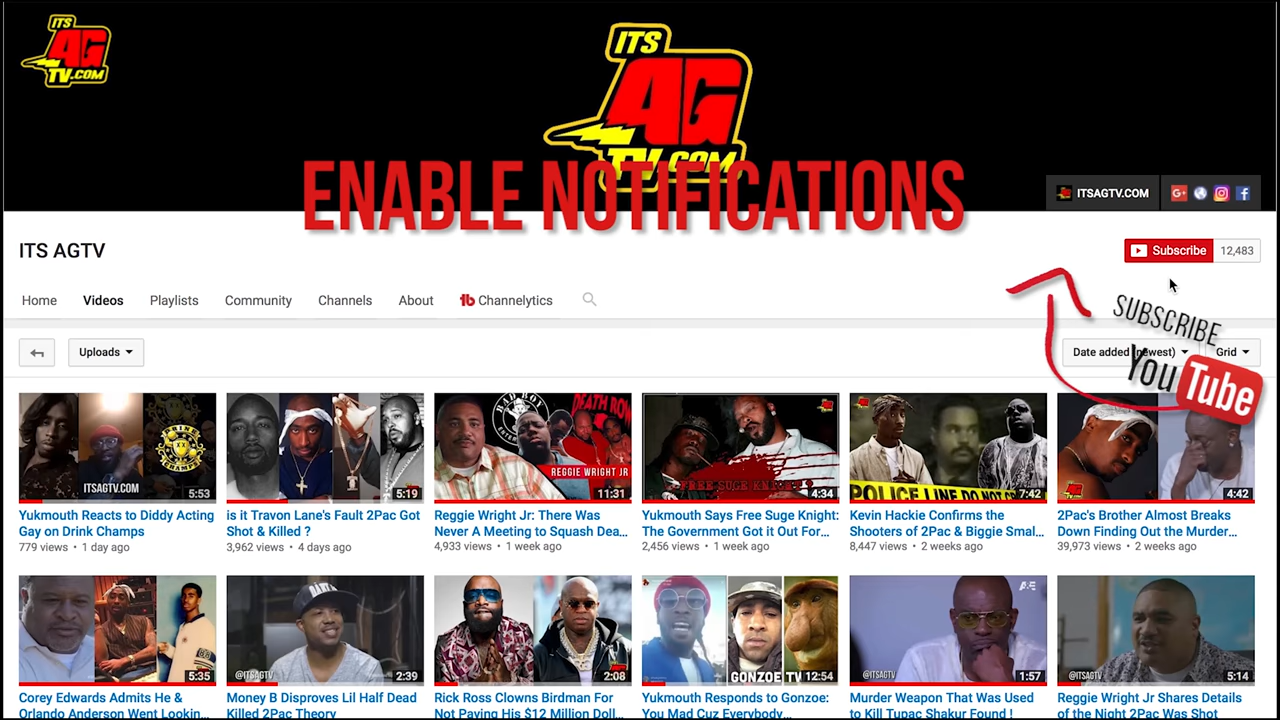 ITS
AG
TV.COM
ITS
AG
TV.COM
ENABLE NOTIFICATIONS
ITSAGTV.COM
ITS AGTV
Subscribe
12,483
Home
Videos
Playlists
Community
Channels
About
Channelytics
SUBSCRIBE
YouTube
Uploads
Date added (newest)
Grid
ITSAGTV.COM
5:53
5:19
BAD BOY
DEATH ROW
REGGIE WRIGHT JR
11:31
FREE SUGE KNIGHT ?
4:34
POLICE LINE DO NOT
7:42
4:42
Yukmouth Reacts to Diddy Acting
Gay on Drink Champs
779 views • 1 day ago
is it Travon Lane's Fault 2Pac Got
Shot & Killed ?
3,962 views • 4 days ago
Reggie Wright Jr: There Was
Never A Meeting to Squash Dea...
4,933 views • 1 week ago
Yukmouth Says Free Suge Knight:
The Government Got it Out For...
2,456 views • 1 week ago
Kevin Hackie Confirms the
Shooters of 2Pac & Biggie Smal...
8,447 views • 2 weeks ago
2Pac's Brother Almost Breaks
Down Finding Out the Murder...
39,973 views • 2 weeks ago
5:35
@ITSAGTV
2:39
2:08
GONZOE TV
12:54
A&E
@ITSAGTV
1:57
@ITSAGTV
5:14
Corey Edwards Admits He &
Orlando Anderson Went Lookin...
Money B Disproves Lil Half Dead
Killed 2Pac Theory
Rick Ross Clowns Birdman For
Not Paying His $12 Million Doll...
Yukmouth Responds to Gonzoe:
You Mad Cuz Everybody...
Murder Weapon That Was Used
to Kill Tupac Shakur Found !
Reggie Wright Jr Shares Details
of the Night 2Pac Was Shot